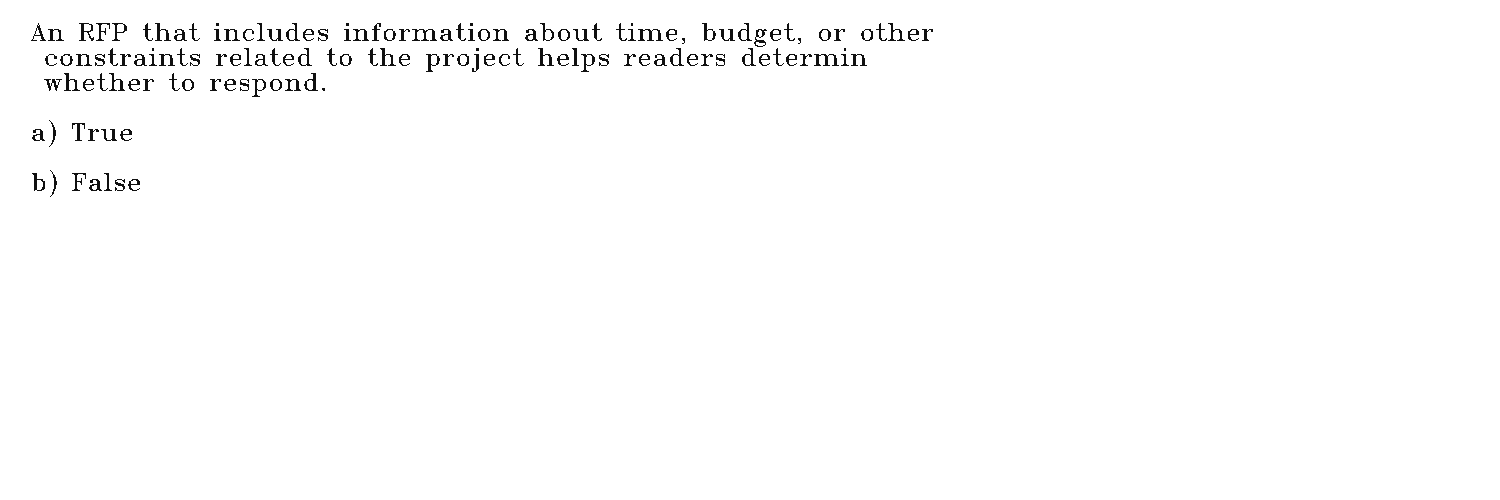 An RFP that includes information about time, budget, or other
constraints related to the project helps readers determin
whether to respond.
a) True
b) False